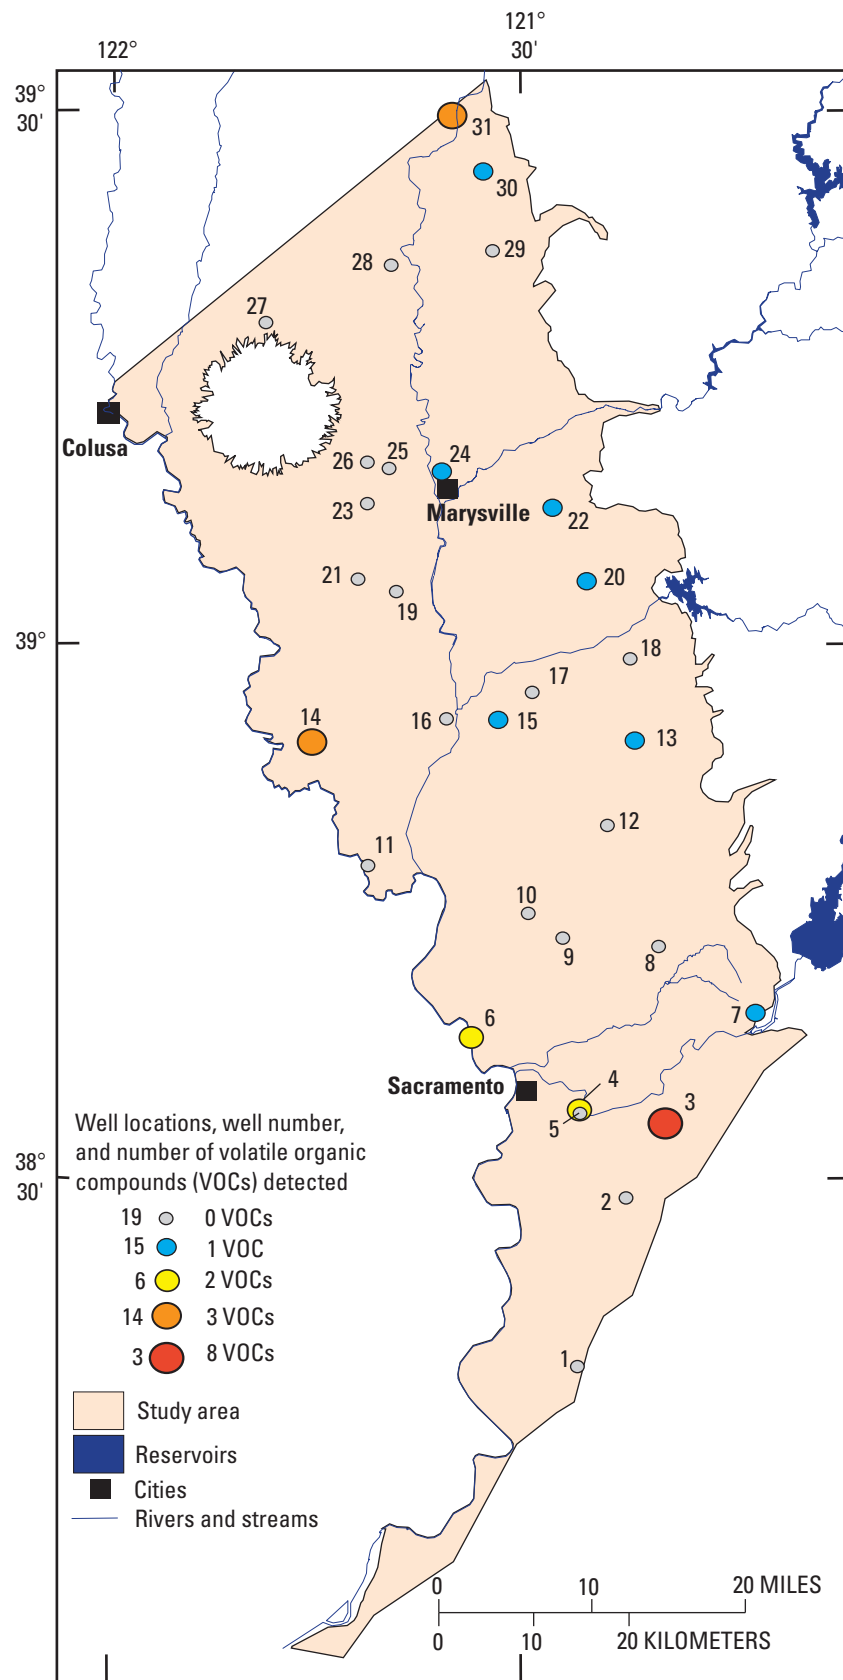 122°
121°
30'
39°
30'
31
30
29
28
27
Colusa
26
25
24
23
Marysville
22
21
20
19
39°
18
17
14
16
15
13
12
11
10
9
8
7
6
Sacramento
4
3
5
Well locations, well number,
and number of volatile organic
compounds (VOCs) detected
38°
30'
2
19 0 VOCs
15 1 VOC
6 2 VOCs
14 3 VOCs
3 8 VOCs
1
Study area
Reservoirs
Cities
Rivers and streams
0 10 20 MILES
0 10 20 KILOMETERS